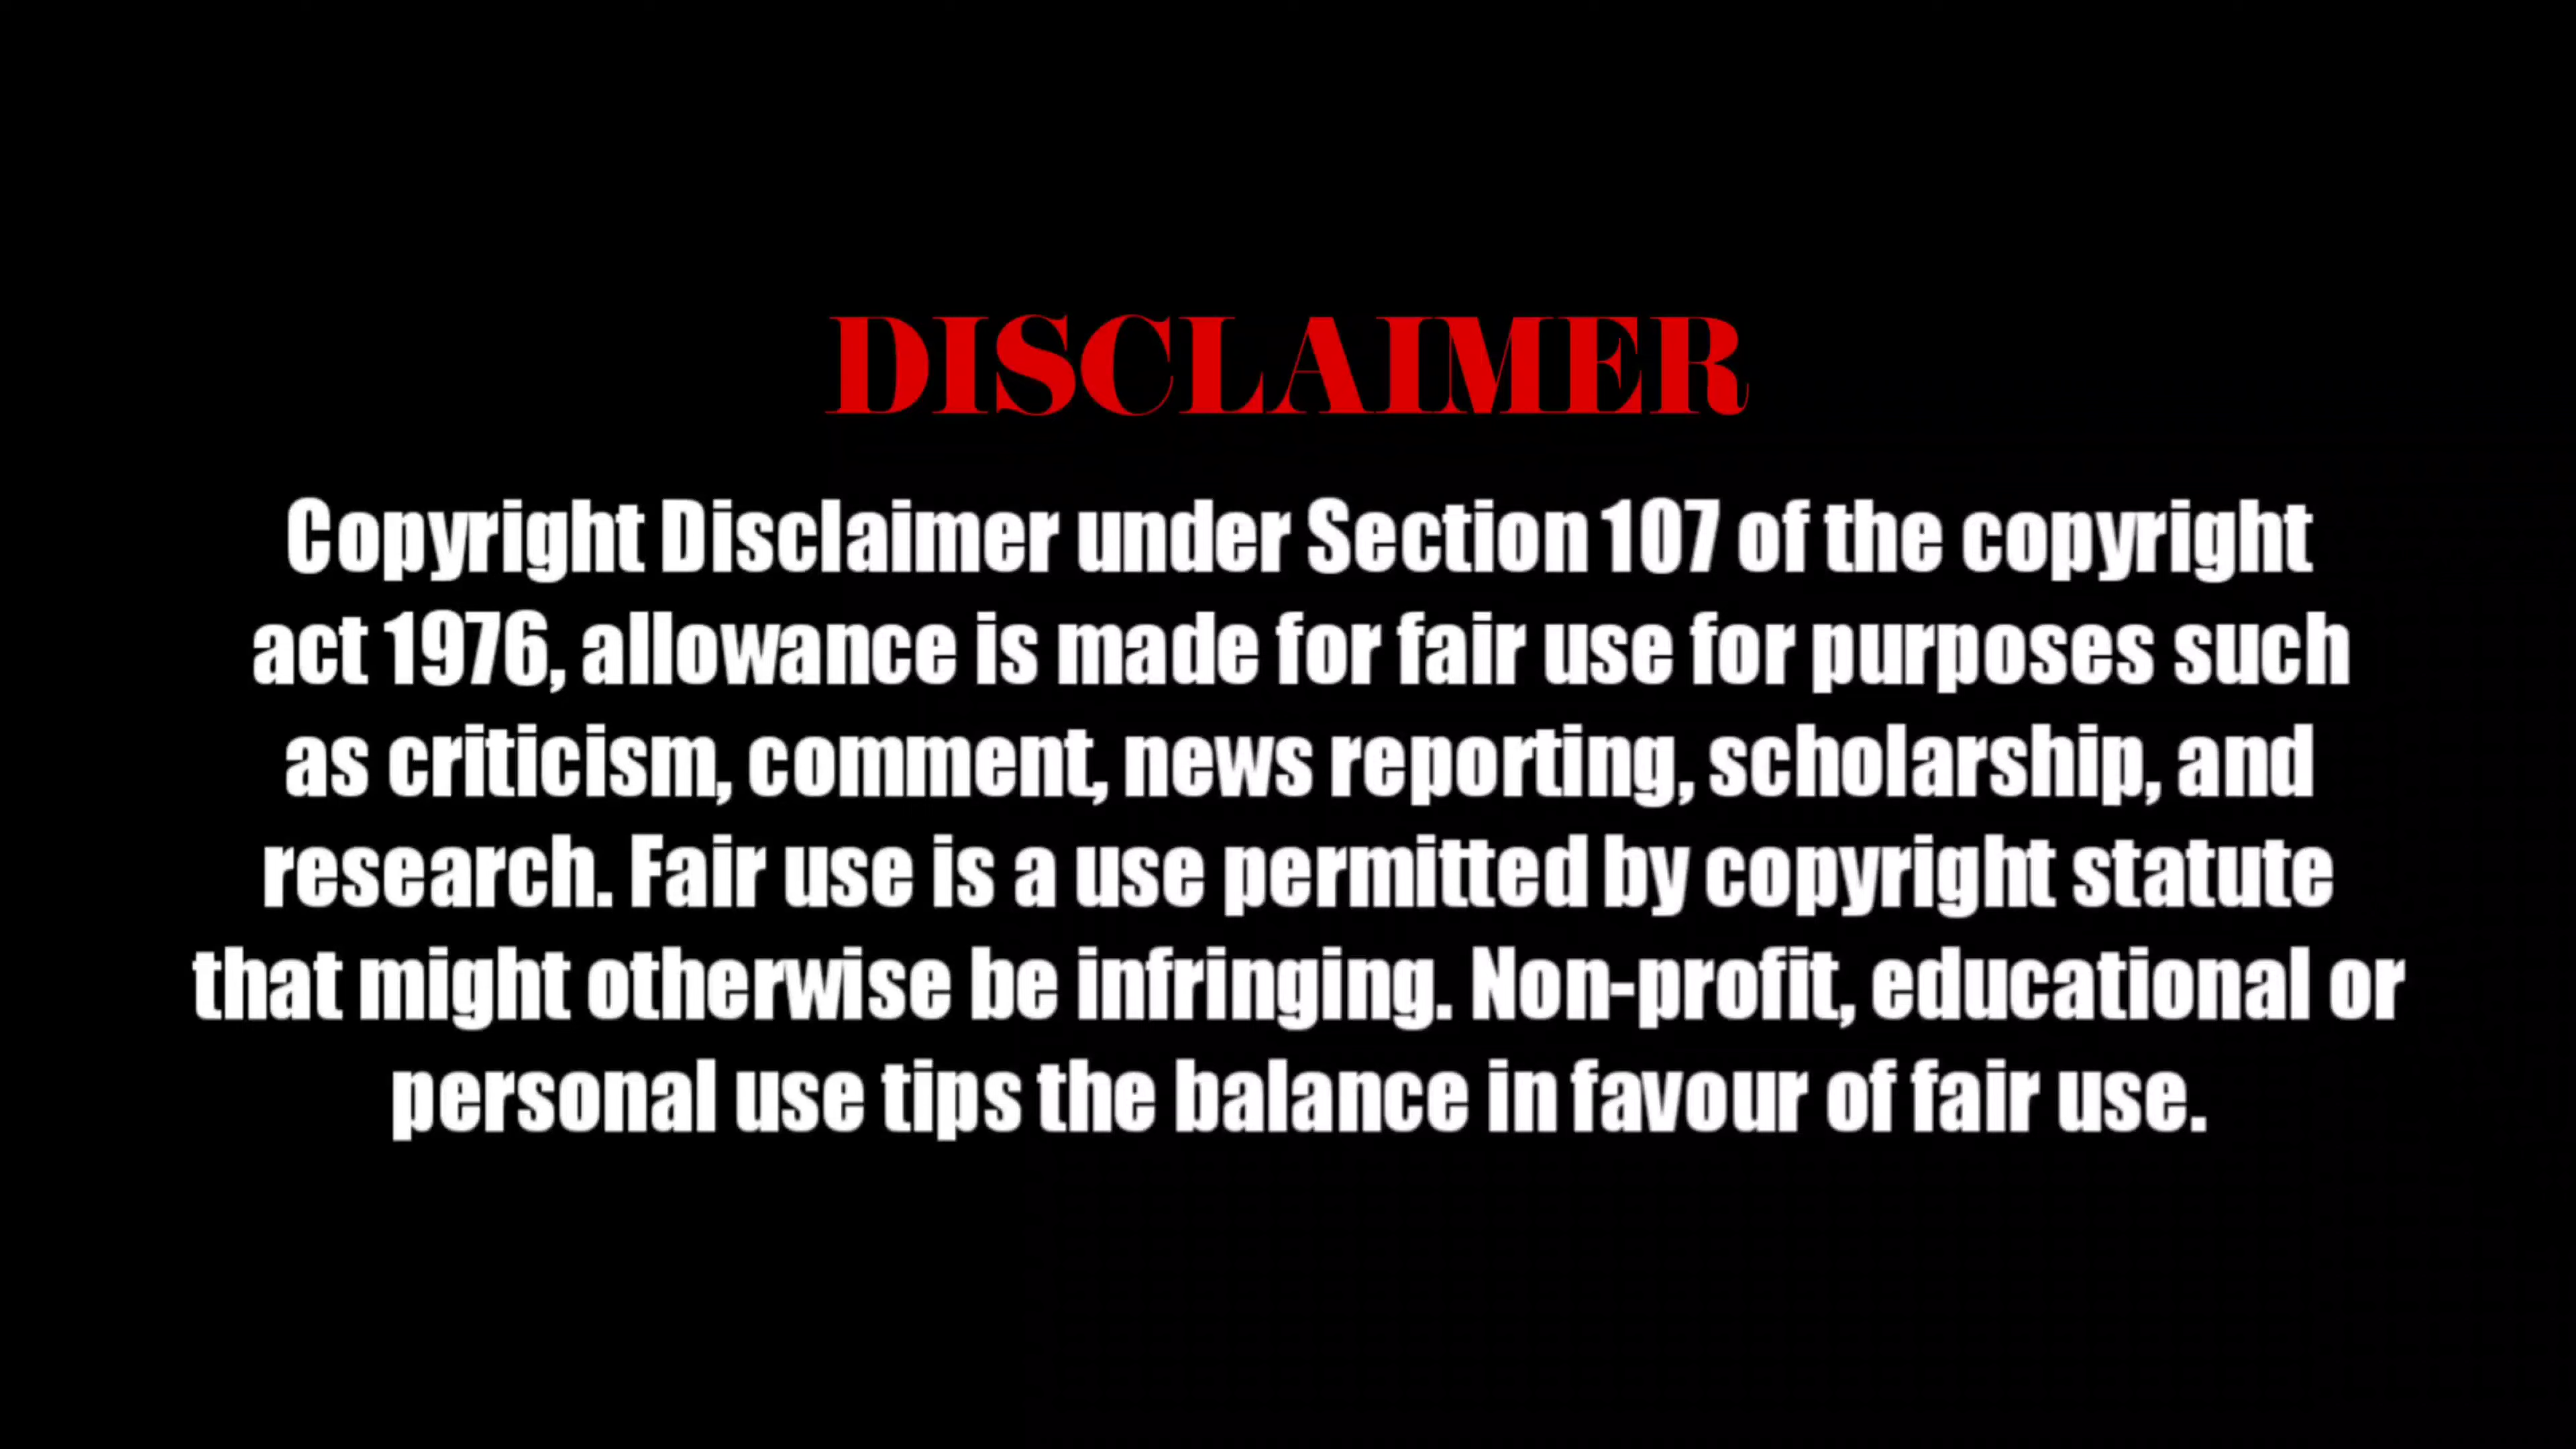 DISCLAIMER
Copyright Disclaimer under Section 107 of the copyright
act 1976, allowance is made for fair use for purposes such
as criticism, comment, news reporting, scholarship, and
research. Fair use is a use permitted by copyright statute
that might otherwise be infringing. Non-profit, educational or
personal use tips the balance in favour of fair use.